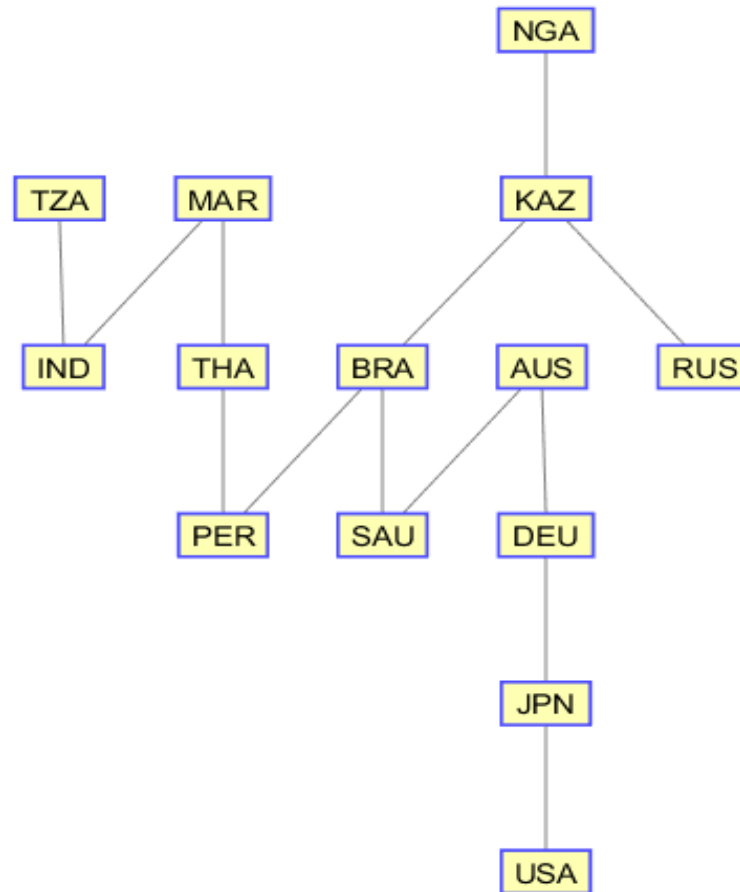 NGA
TZA MAR KAZ
IND THA BRA AUS RUS
PER SAU DEU
JPN
USA